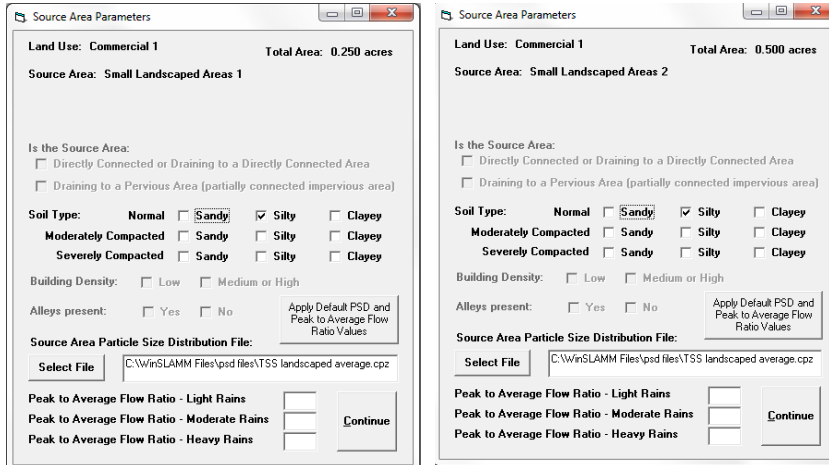 Source Area Parameters
Land Use: Commercial 1
Total Area: 0.250 acres
Source Area: Small Landscaped Areas 1
Is the Source Area:
Directly Connected or Draining to a Directly Connected Area
Draining to a Pervious Area (partially connected impervious area)
Soil Type: Normal Sandy Silty Clayey
Moderately Compacted Sandy Silty Clayey
Severely Compacted Sandy Silty Clayey
Building Density: Low Medium or High
Alleys present: Yes No
Apply Default PSD and
Peak to Average Flow
Ratio Values
Source Area Particle Size Distribution File:
Select File C:\WinSLAMM Files\psd files\TSS landscaped average.cpz
Peak to Average Flow Ratio - Light Rains
Peak to Average Flow Ratio - Moderate Rains
Peak to Average Flow Ratio - Heavy Rains
Continue
Source Area Parameters
Land Use: Commercial 1
Total Area: 0.500 acres
Source Area: Small Landscaped Areas 2
Is the Source Area:
Directly Connected or Draining to a Directly Connected Area
Draining to a Pervious Area (partially connected impervious area)
Soil Type: Normal Sandy Silty Clayey
Moderately Compacted Sandy Silty Clayey
Severely Compacted Sandy Silty Clayey
Building Density: Low Medium or High
Alleys present: Yes No
Apply Default PSD and
Peak to Average Flow
Ratio Values
Source Area Particle Size Distribution File:
Select File C:\WinSLAMM Files\psd files\TSS landscaped average.cpz
Peak to Average Flow Ratio - Light Rains
Peak to Average Flow Ratio - Moderate Rains
Peak to Average Flow Ratio - Heavy Rains
Continue